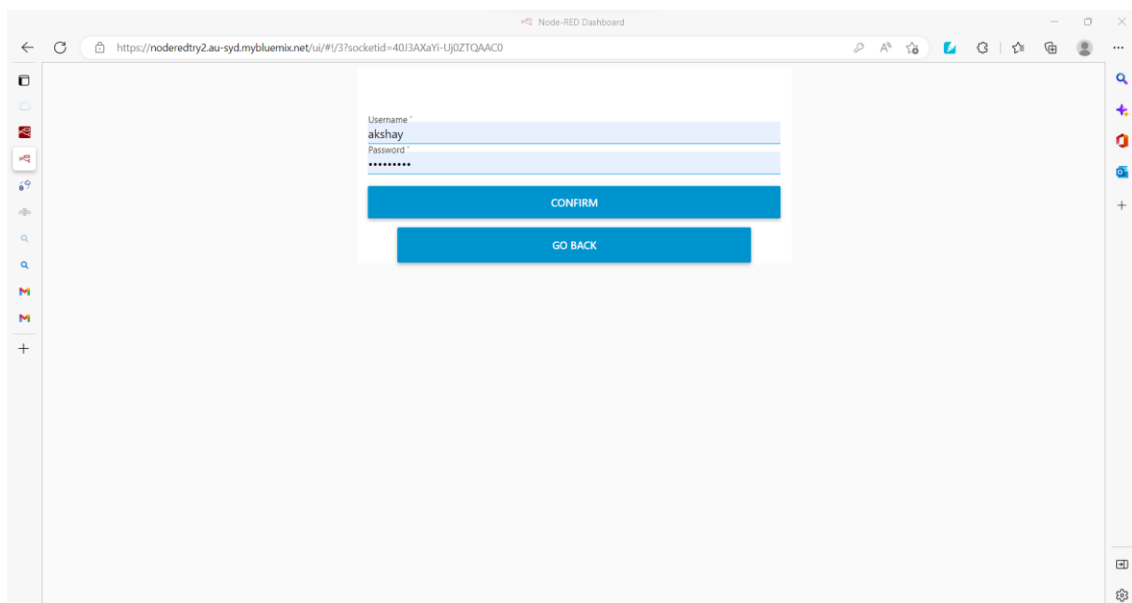 Node-RED Dashboard
https://noderedtry2.au-syd.mybluemix.net/ui/#!/3?socketid=40J3AXaYi-Uj0ZTQAAC0
Username *
akshay
Password *
•••••••••
CONFIRM
GO BACK